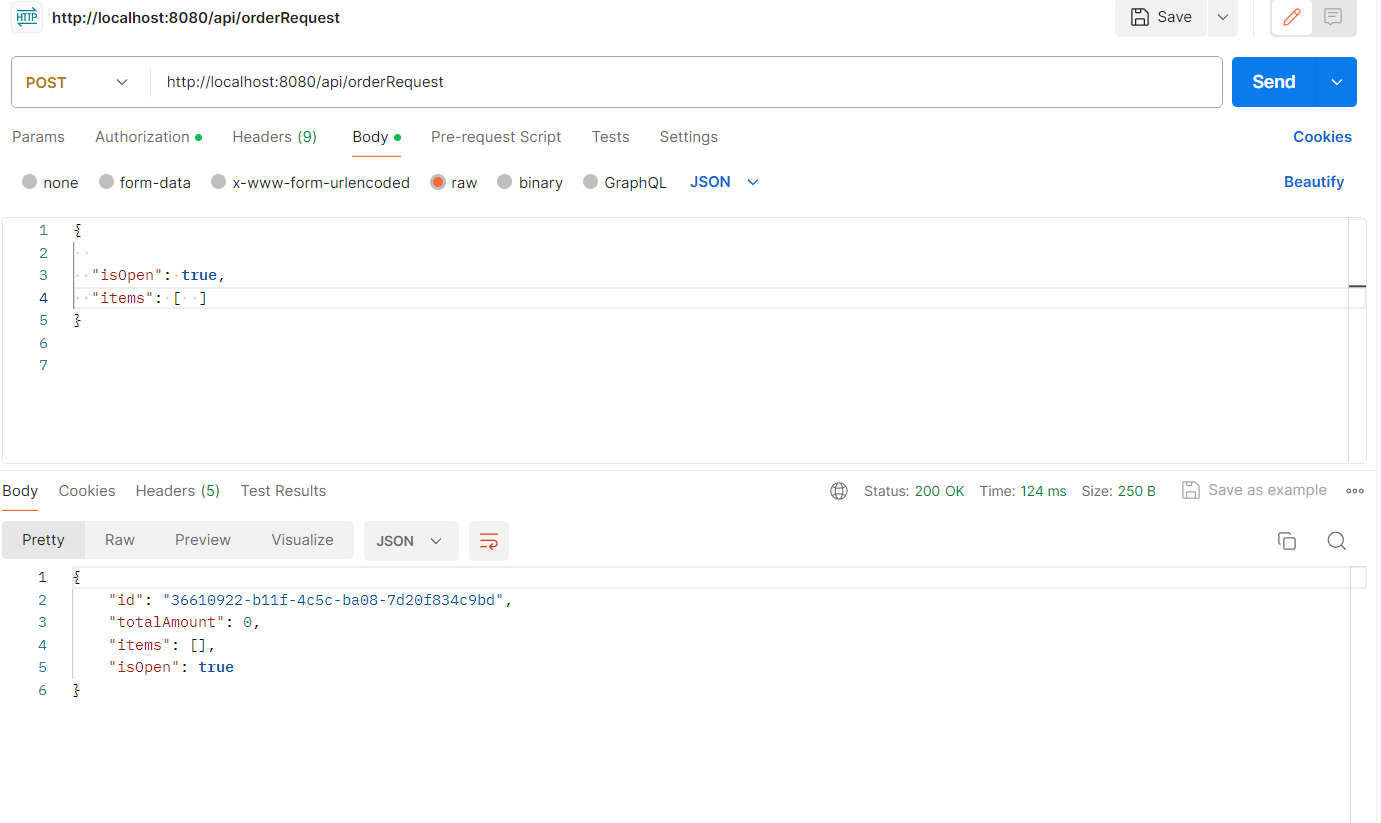 HTTP http://localhost:8080/api/orderRequest Save
POST http://localhost:8080/api/orderRequest Send
Params Authorization Headers (9) Body Pre-request Script Tests Settings Cookies
none form-data x-www-form-urlencoded raw binary GraphQL JSON Beautify
1 {
2
3 "isOpen": true,
4 "items": [ ]
5 }
6
7
Body Cookies Headers (5) Test Results Status: 200 OK Time: 124 ms Size: 250 B Save as example
Pretty Raw Preview Visualize JSON
1 {
2 "id": "36610922-b11f-4c5c-ba08-7d20f834c9bd",
3 "totalAmount": 0,
4 "items": [],
5 "isOpen": true
6 }